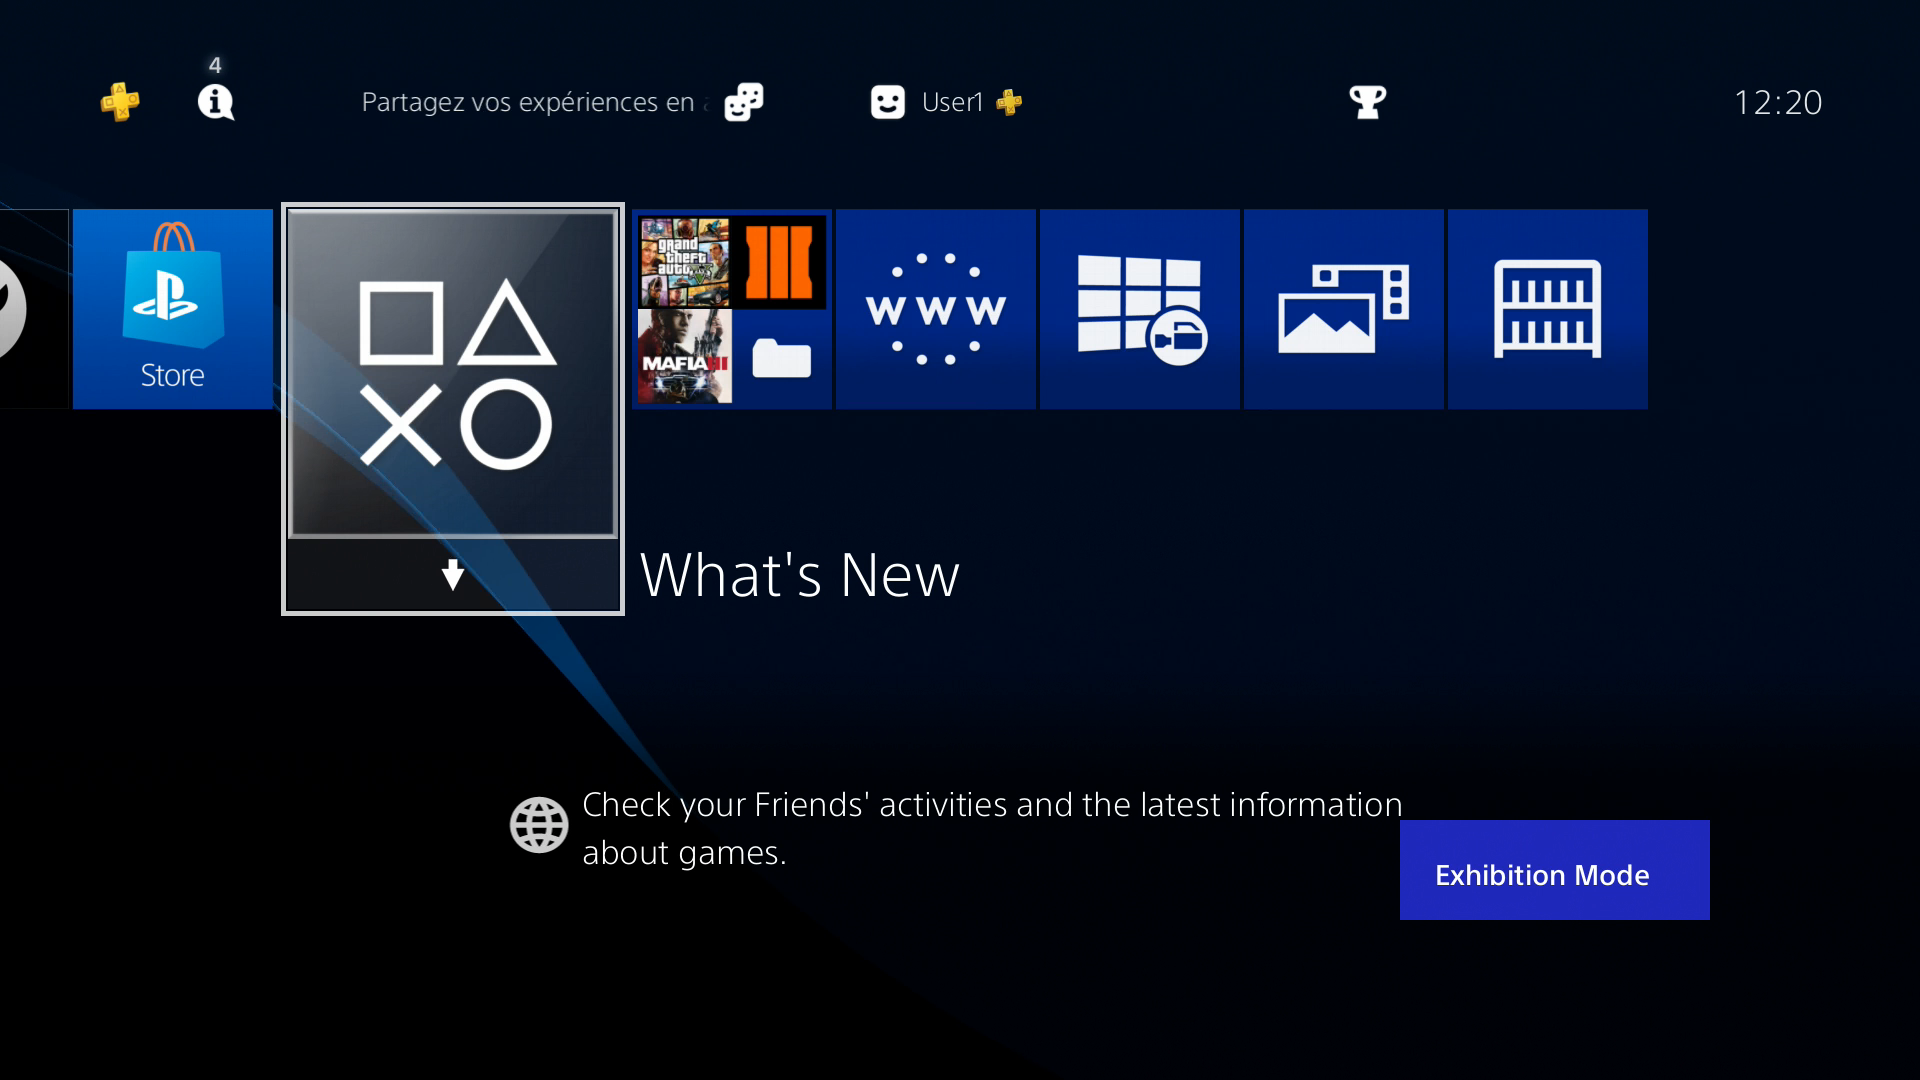 4
Partagez vos expériences en
User1
12:20
Store
grand
theft
auto
V
III
MAFIA III
WWW
What's New
Check your Friends' activities and the latest information
about games.
Exhibition Mode